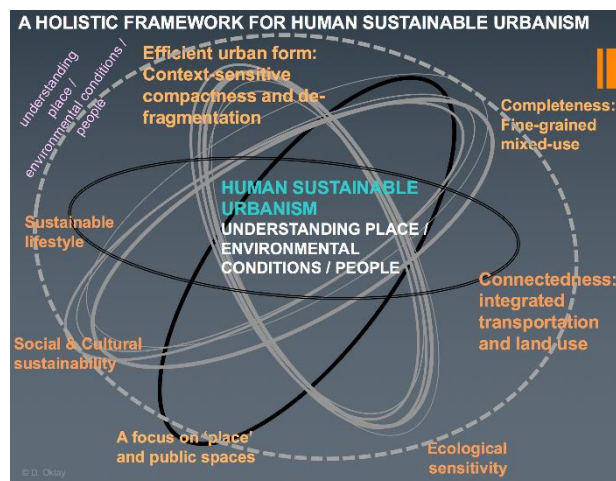 A HOLISTIC FRAMEWORK FOR HUMAN SUSTAINABLE URBANISM
understanding
place /
environmental conditions /
people
Efficient urban form:
Context-sensitive
compactness and de-
fragmentation
Completeness:
Fine-grained
mixed-use
HUMAN SUSTAINABLE
URBANISM
UNDERSTANDING PLACE /
ENVIRONMENTAL
CONDITIONS / PEOPLE
Sustainable
lifestyle
Connectedness:
integrated
transportation
and land use
Social & Cultural
sustainability
A focus on 'place'
and public spaces
Ecological
sensitivity
© D. Oktay